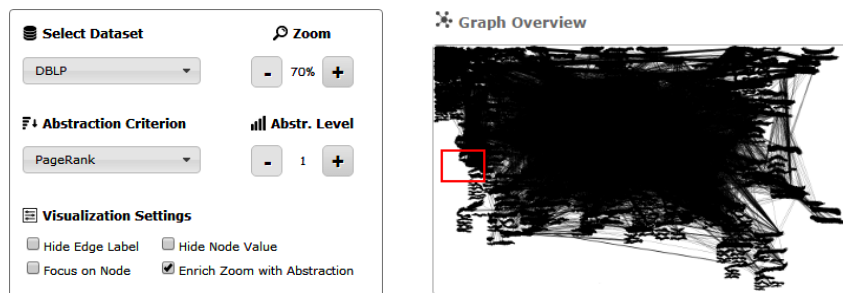 Select Dataset
Zoom
DBLP
- 70% +
Abstraction Criterion
Abstr. Level
PageRank
- 1 +
Visualization Settings
Hide Edge Label
Hide Node Value
Focus on Node
Enrich Zoom with Abstraction
Graph Overview